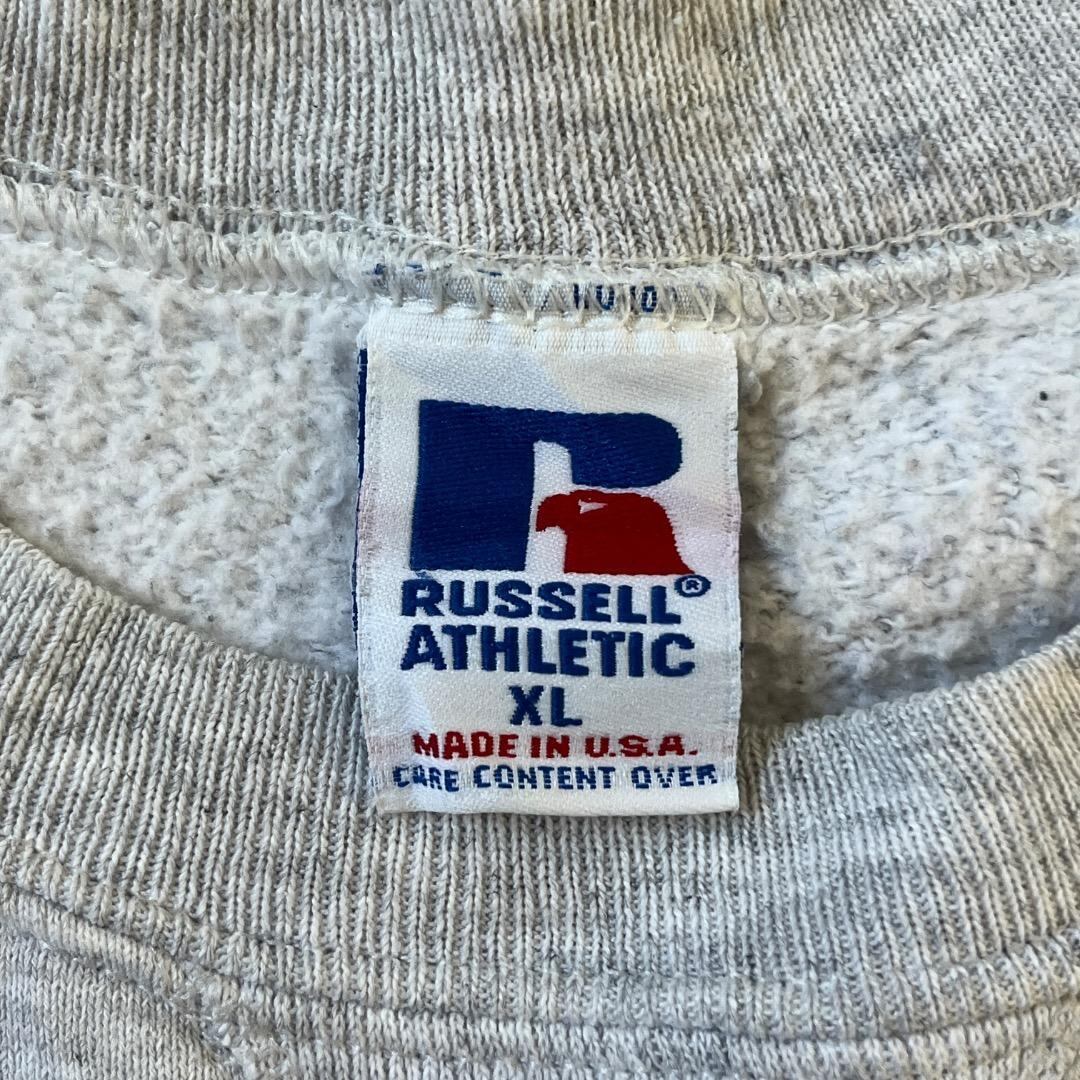 RUSSELL®
ATHLETIC
XL
MADE IN U.S.A.
CARE CONTENT OVER